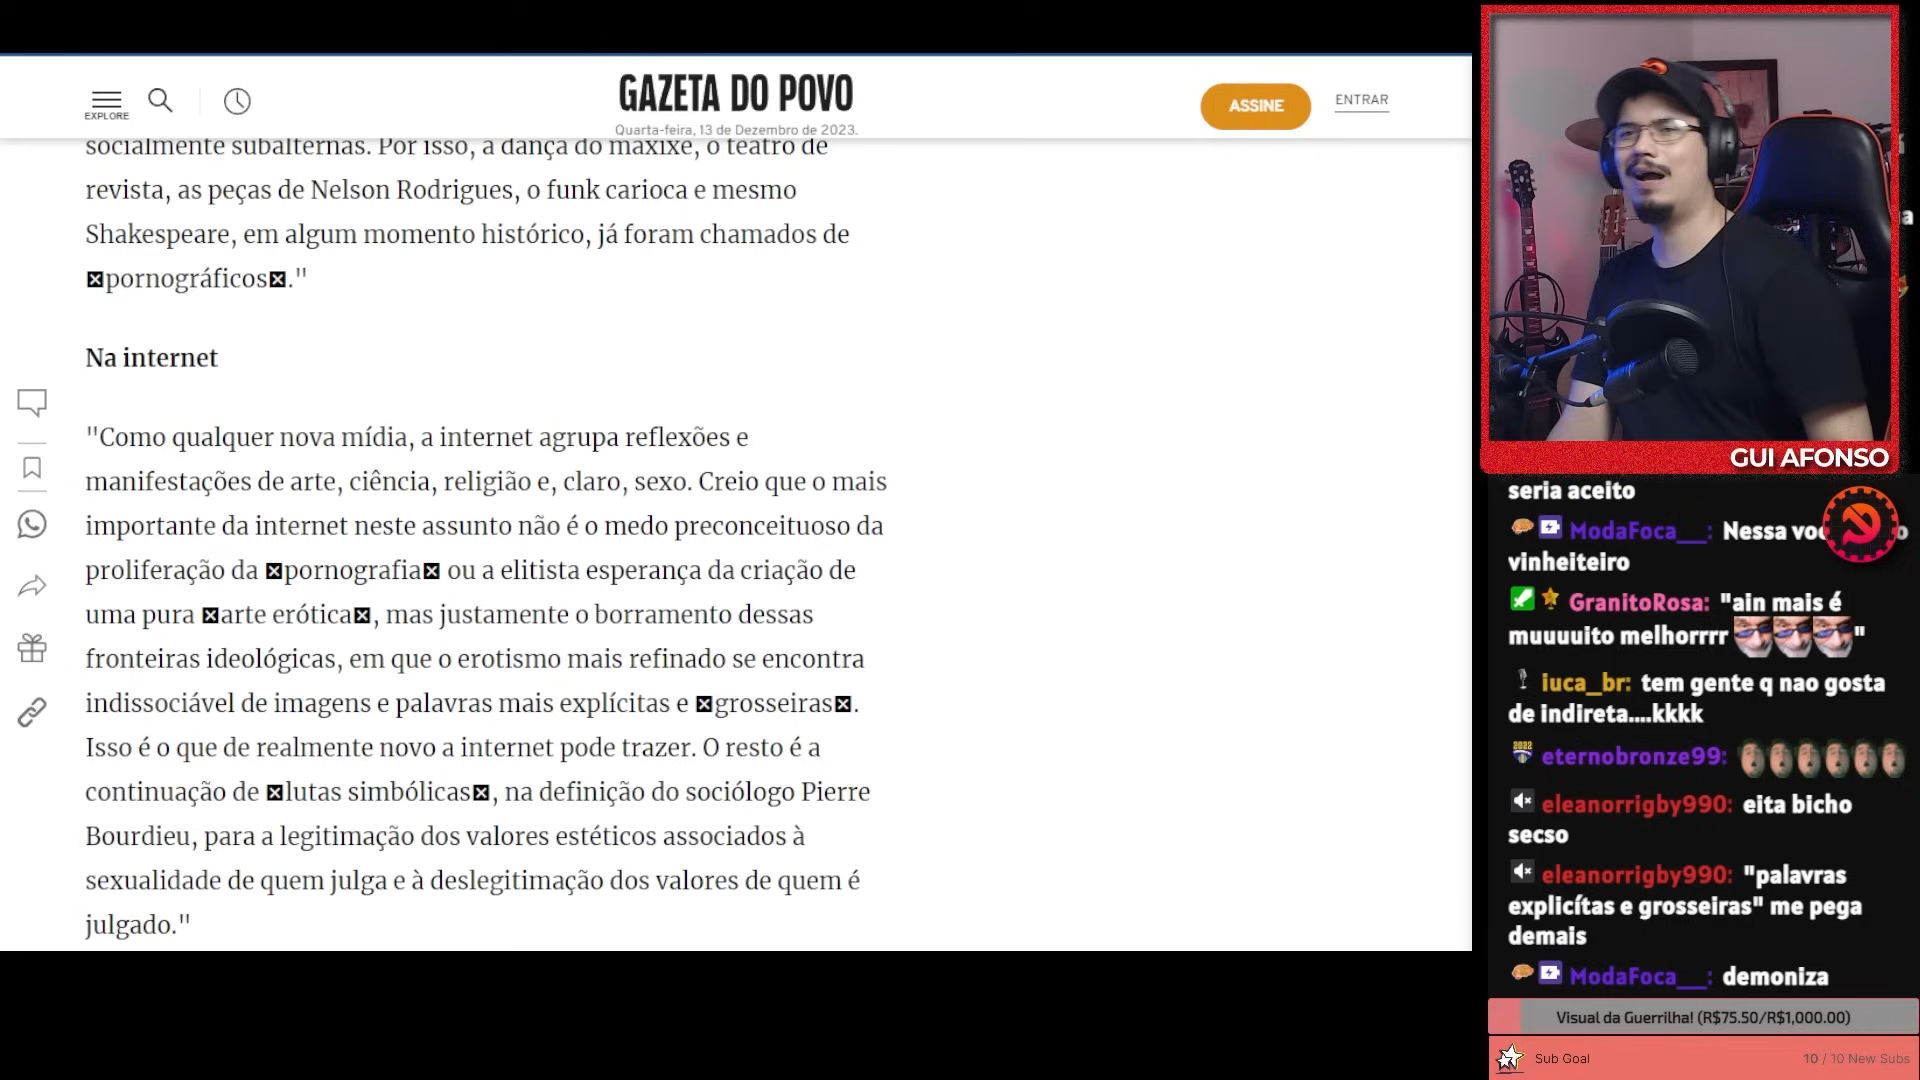 EXPLORE
GAZETA DO POVO
Quarta-feira, 13 de Dezembro de 2023.
ASSINE
ENTRAR
socialmente subalternas. Por isso, a dança do maxixe, o teatro de
revista, as peças de Nelson Rodrigues, o funk carioca e mesmo
Shakespeare, em algum momento histórico, já foram chamados de
pornográficos."
Na internet
"Como qualquer nova mídia, a internet agrupa reflexões e
manifestações de arte, ciência, religião e, claro, sexo. Creio que o mais
importante da internet neste assunto não é o medo preconceituoso da
proliferação da pornografia ou a elitista esperança da criação de
uma pura arte erótica, mas justamente o borramento dessas
fronteiras ideológicas, em que o erotismo mais refinado se encontra
indissociável de imagens e palavras mais explícitas e grosseiras.
Isso é o que de realmente novo a internet pode trazer. O resto é a
continuação de lutas simbólicas, na definição do sociólogo Pierre
Bourdieu, para a legitimação dos valores estéticos associados à
sexualidade de quem julga e à deslegitimação dos valores de quem é
julgado."
GUI AFONSO
seria aceito
ModaFoca__: Nessa
vinheiteiro
GranitoRosa: "ain mais é
muuuuito melhorrrr "
iuca_br: tem gente q nao gosta
de indireta....kkkk
2022
eternobronze99:
eleanorrigby990: eita bicho
secso
eleanorrigby990: "palavras
explicítas e grosseiras" me pega
demais
ModaFoca__: demoniza
Visual da Guerrilha! (R$75.50/R$1,000.00)
Sub Goal
10 / 10 New Subs